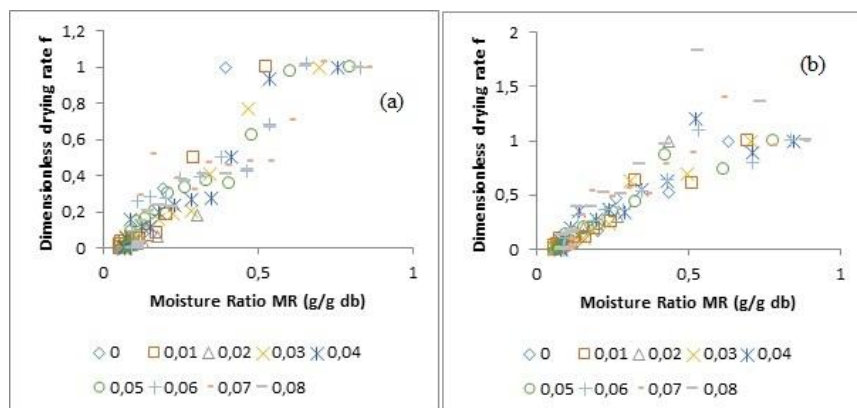 1,2
1
0,8
0,6
0,4
0,2
0
0
0,5
1
(a)
Dimensionless drying rate f
Moisture Ratio MR (g/g db)
0 0,01 0,02 0,03 0,04
0,05 0,06 0,07 0,08
2
1,5
1
0,5
0
0
0,5
1
(b)
Dimensionless drying rate f
Moisture Ratio MR (g/g db)
0 0,01 0,02 0,03 0,04
0,05 0,06 0,07 0,08